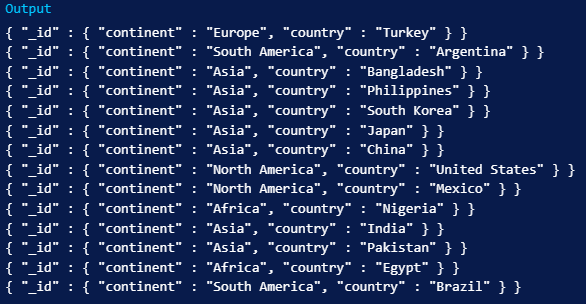 Output
{ "_id" : { "continent" : "Europe", "country" : "Turkey" } }
{ "_id" : { "continent" : "South America", "country" : "Argentina" } }
{ "_id" : { "continent" : "Asia", "country" : "Bangladesh" } }
{ "_id" : { "continent" : "Asia", "country" : "Philippines" } }
{ "_id" : { "continent" : "Asia", "country" : "South Korea" } }
{ "_id" : { "continent" : "Asia", "country" : "Japan" } }
{ "_id" : { "continent" : "Asia", "country" : "China" } }
{ "_id" : { "continent" : "North America", "country" : "United States" } }
{ "_id" : { "continent" : "North America", "country" : "Mexico" } }
{ "_id" : { "continent" : "Africa", "country" : "Nigeria" } }
{ "_id" : { "continent" : "Asia", "country" : "India" } }
{ "_id" : { "continent" : "Asia", "country" : "Pakistan" } }
{ "_id" : { "continent" : "Africa", "country" : "Egypt" } }
{ "_id" : { "continent" : "South America", "country" : "Brazil" } }